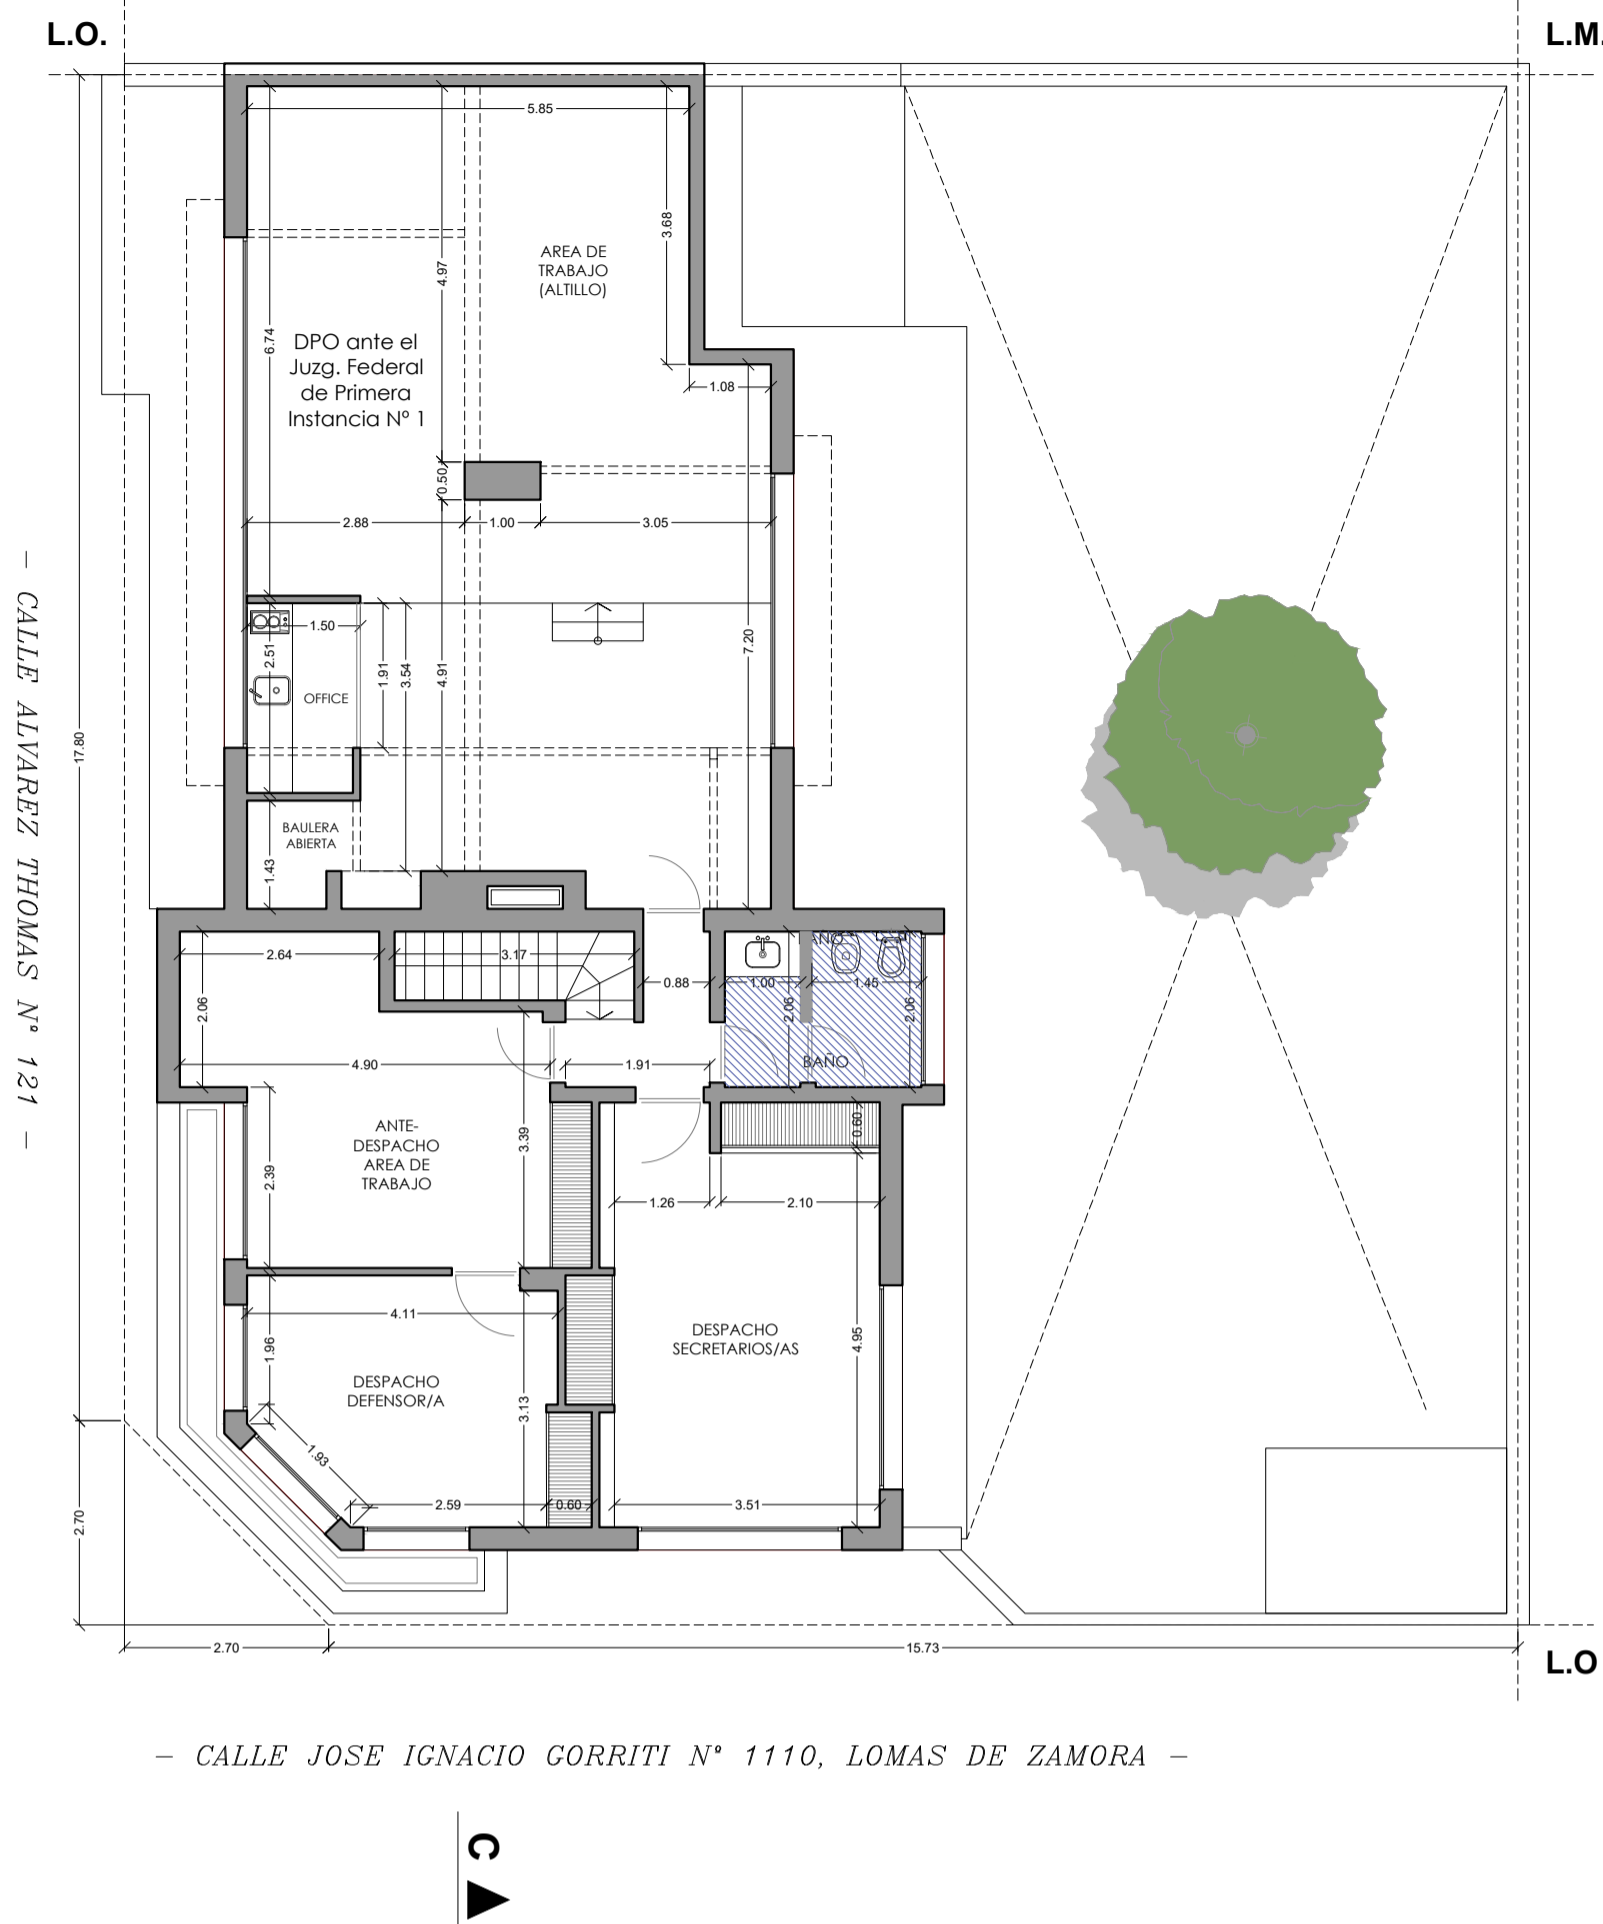 L.O.
L.M.
5.85
3.68
4.97
6.74
AREA DE
TRABAJO
(ALTILLO)
DPO ante el
Juzg. Federal
de Primera
Instancia Nº 1
1.08
0.50
2.88
1.00
3.05
1.50
2.51
1.91
3.54
4.91
7.20
OFFICE
17.80
— CALLE ALVAREZ THOMAS Nº 121 —
BAULERA
ABIERTA
1.43
2.64
3.17
0.88
1.00
1.45
2.06
2.06
2.06
BAÑO
4.90
1.91
ANTE-
DESPACHO
AREA DE
TRABAJO
3.39
2.39
0.60
1.26
2.10
4.11
1.96
DESPACHO
DEFENSOR/A
3.13
DESPACHO
SECRETARIOS/AS
4.95
1.93
2.59
0.60
3.51
2.70
2.70
15.73
L.O
— CALLE JOSE IGNACIO GORRITI Nº 1110, LOMAS DE ZAMORA —
C